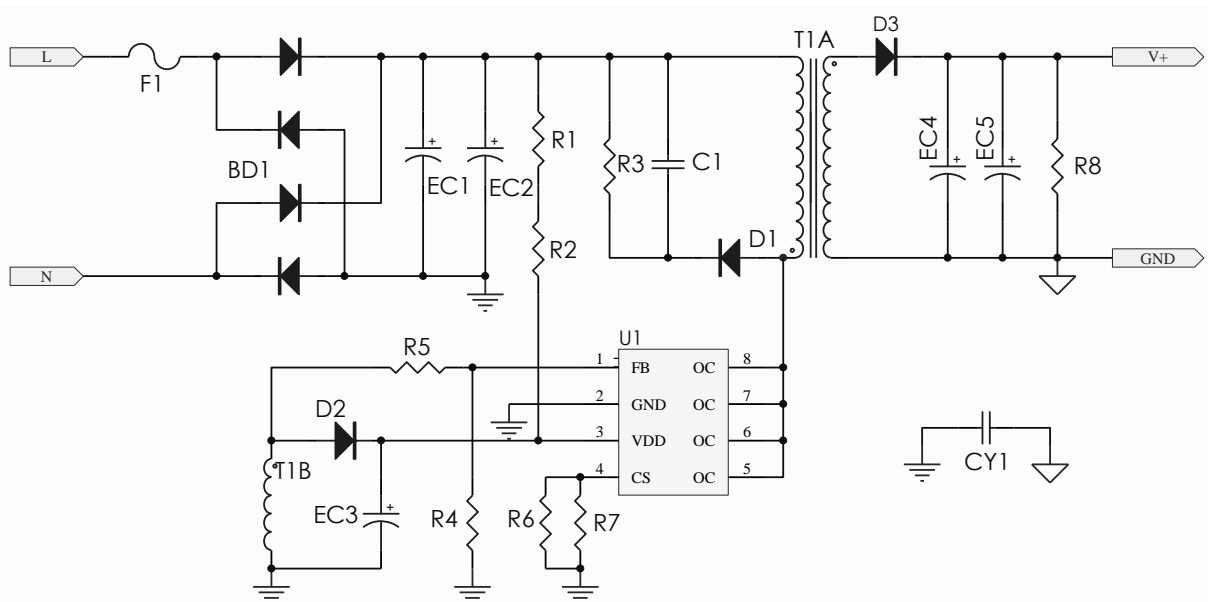 D3
T1A
L
V+
F1
EC4
EC5
R1
R3
C1
R8
BD1
EC1
EC2
D1
R2
N
GND
U1
R5
1
FB
OC
8
2
GND
OC
7
D2
3
VDD
OC
6
T1B
4
CS
OC
5
CY1
EC3
R4
R6
R7
+
+
+
+
+